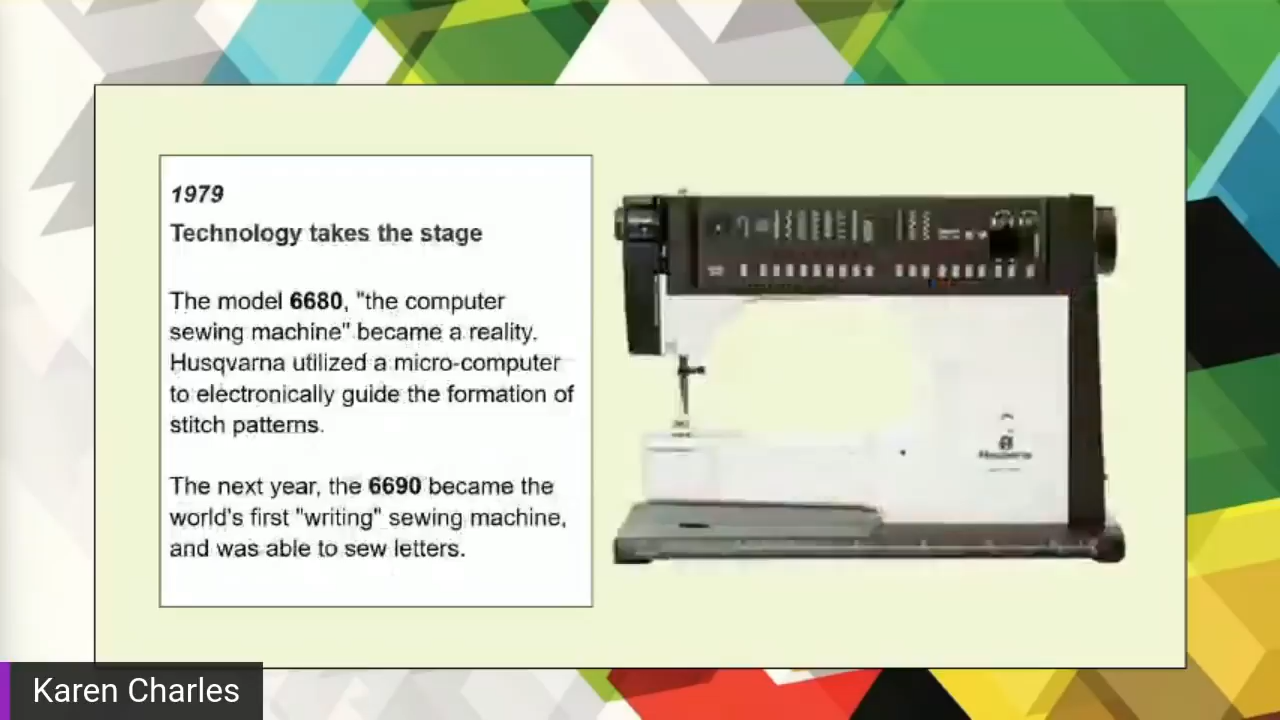 1979
Technology takes the stage
The model 6680, "the computer
sewing machine" became a reality.
Husqvarna utilized a micro-computer
to electronically guide the formation of
stitch patterns.
The next year, the 6690 became the
world's first "writing" sewing machine,
and was able to sew letters.
Karen Charles